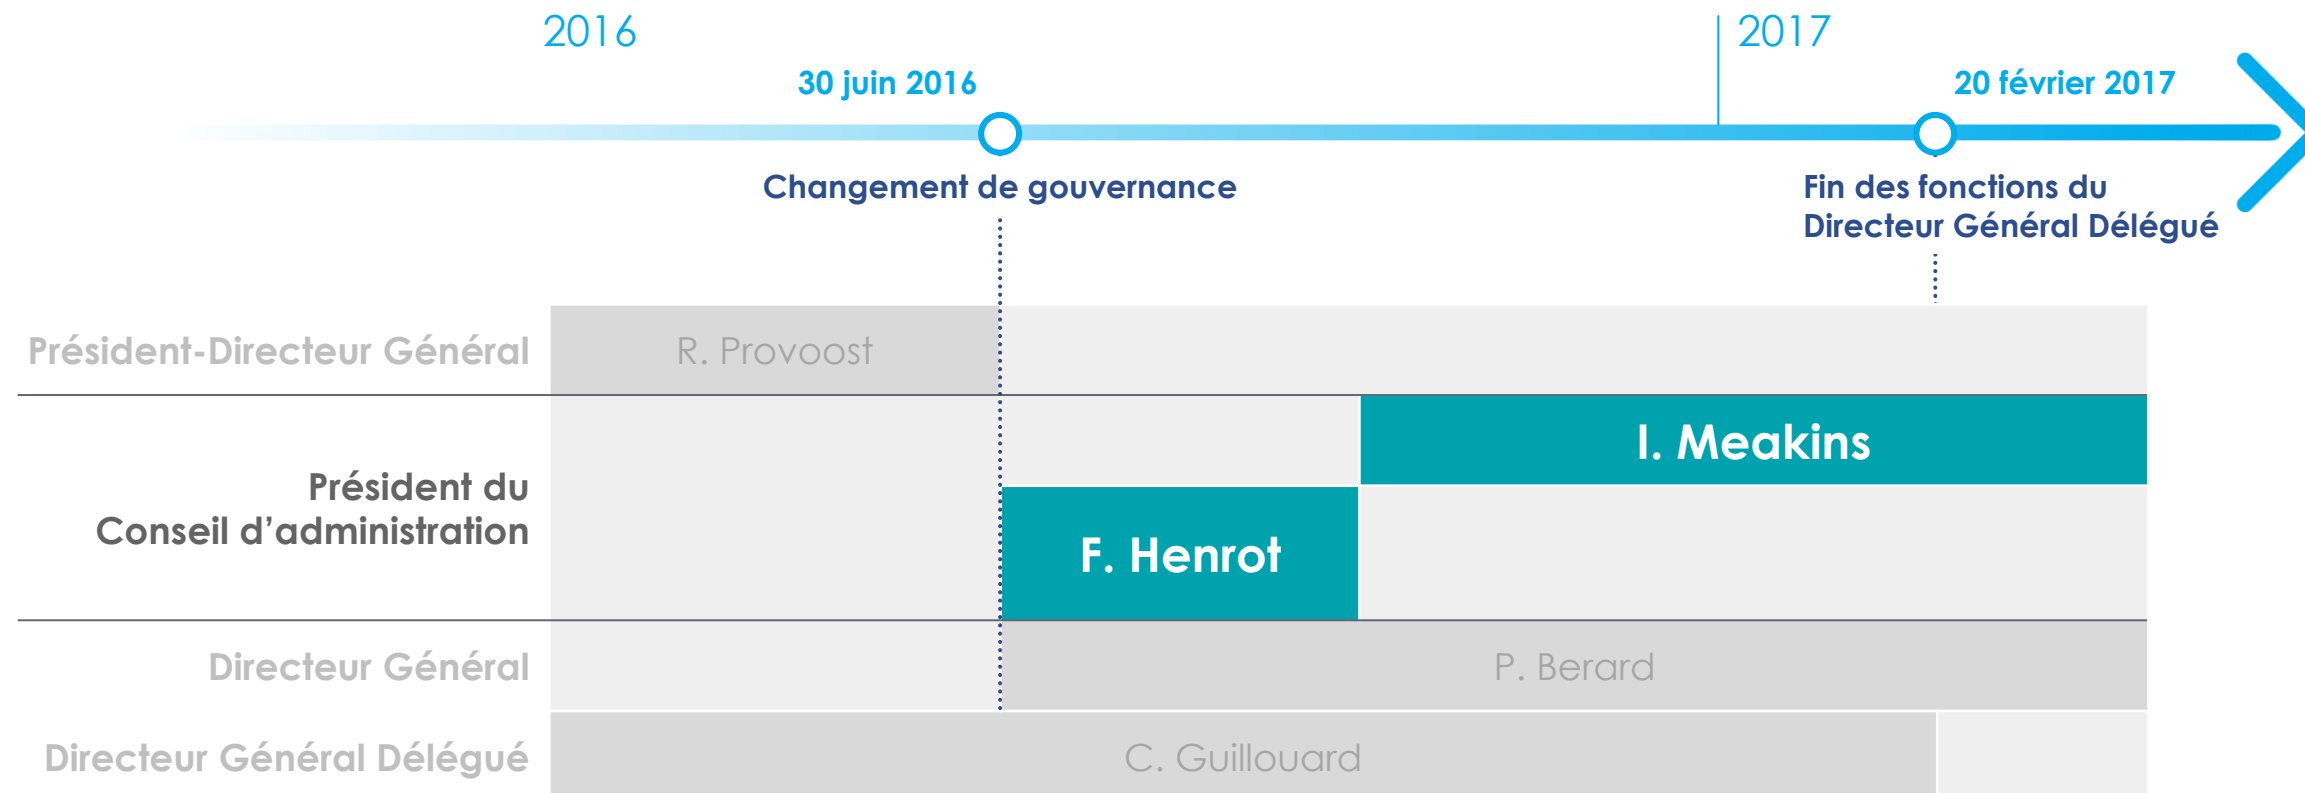 2016
2017
30 juin 2016
20 février 2017
Changement de gouvernance
Fin des fonctions du
Directeur Général Délégué
Président-Directeur Général
R. Provoost
I. Meakins
Président du
Conseil d’administration
F. Henrot
Directeur Général
P. Berard
Directeur Général Délégué
C. Guillouard